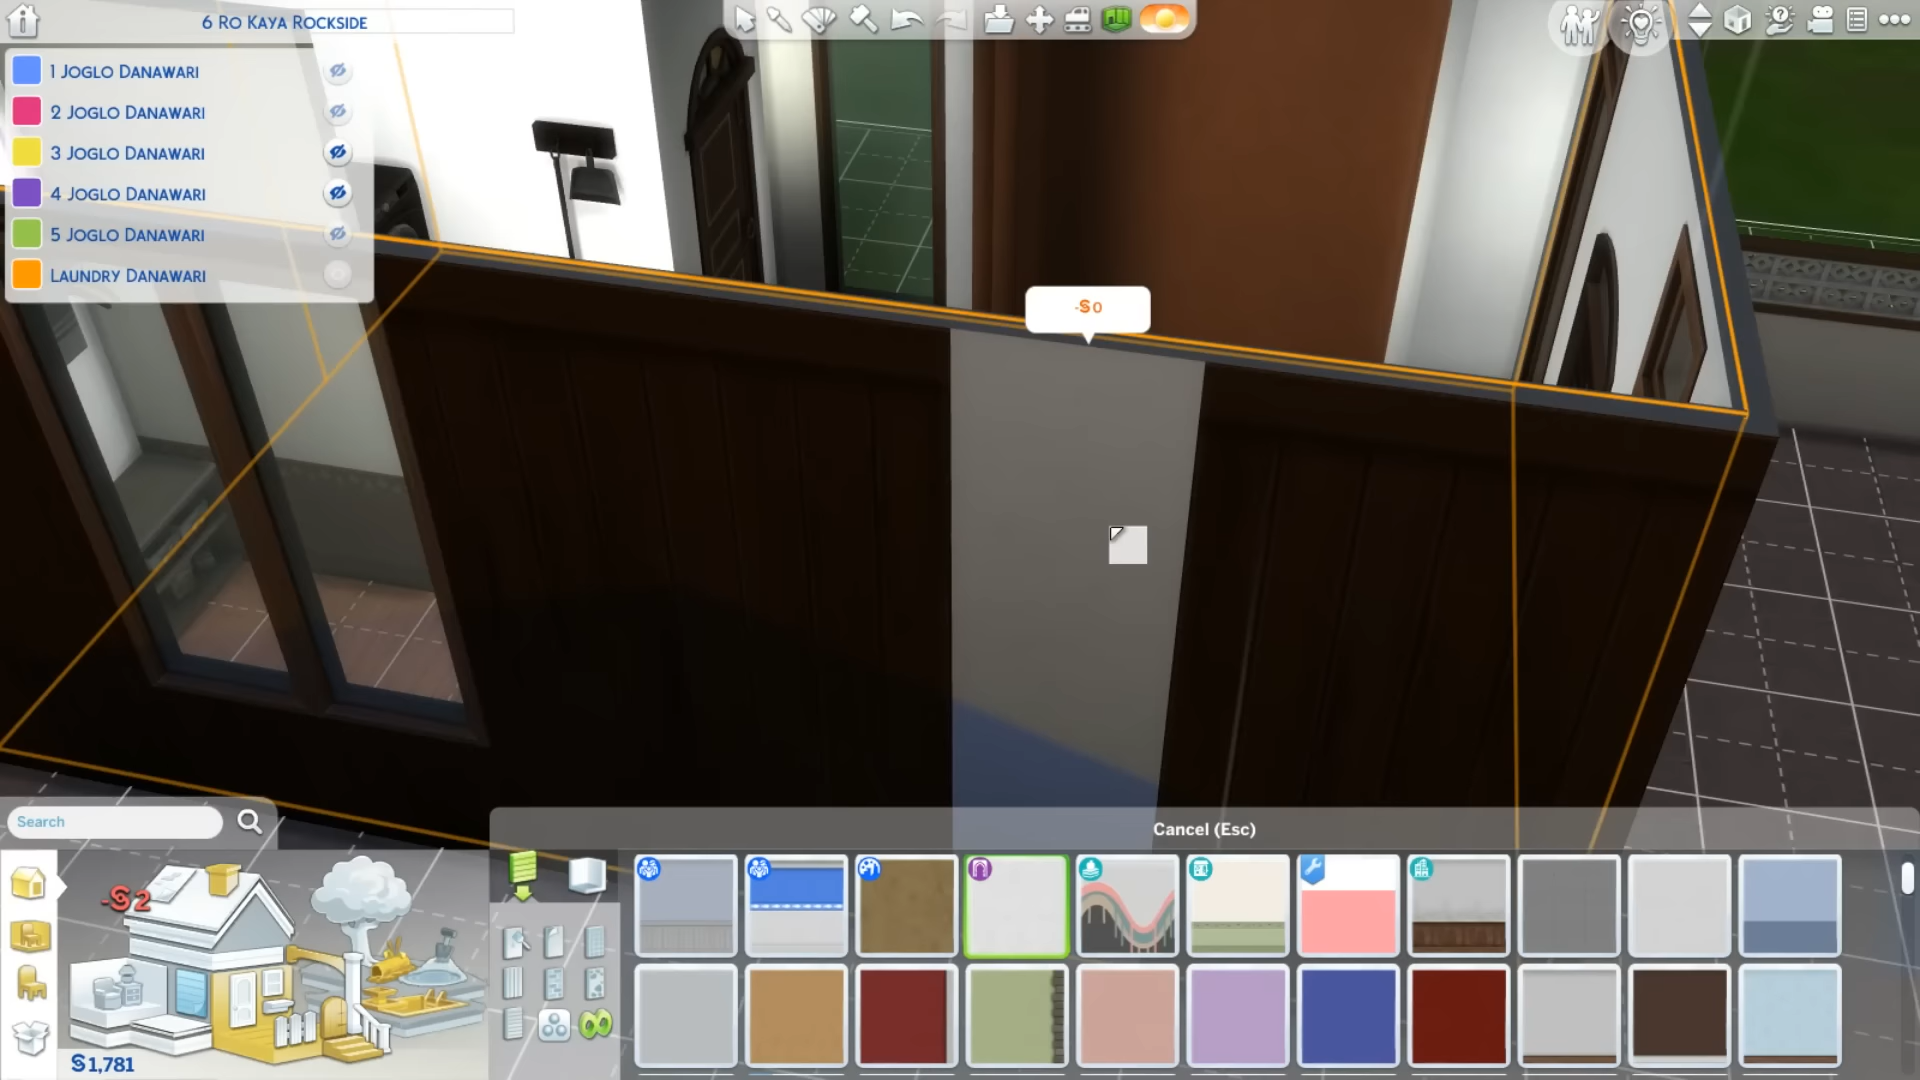 6 Ro Kaya Rockside
1 Joglo Danawari
2 Joglo Danawari
3 Joglo Danawari
4 Joglo Danawari
5 Joglo Danawari
Laundry Danawari
-§0
Search
Cancel (Esc)
-§2
§1,781